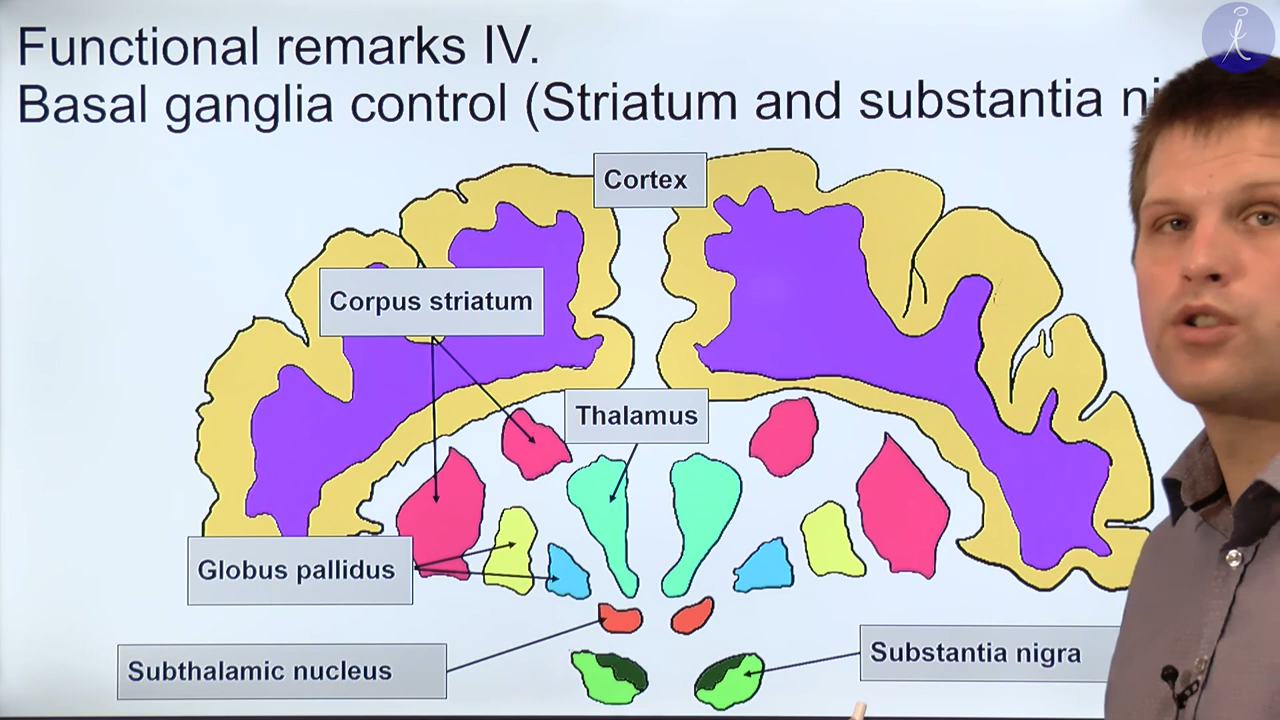 Functional remarks IV.
Basal ganglia control (Striatum and substantia
Cortex
Corpus striatum
Thalamus
Globus pallidus
Subthalamic nucleus
Substantia nigra